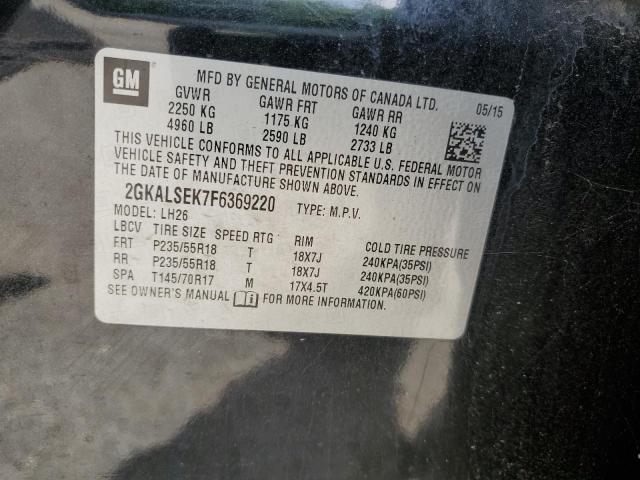 GM
MFD BY GENERAL MOTORS OF CANADA LTD. 05/15
GVWR GAWR FRT GAWR RR
2250 KG 1175 KG 1240 KG
4960 LB 2590 LB 2733 LB
THIS VEHICLE CONFORMS TO ALL APPLICABLE U.S. FEDERAL MOTOR
VEHICLE SAFETY AND THEFT PREVENTION STANDARDS IN EFFECT ON
THE DATE OF MANUFACTURE SHOWN ABOVE.
2GKALSEK7F6369220 TYPE: M.P.V.
MODEL: LH26
LBCV TIRE SIZE SPEED RTG RIM COLD TIRE PRESSURE
FRT P235/55R18 T 18X7J 240KPA(35PSI)
RR P235/55R18 T 18X7J 240KPA(35PSI)
SPA T145/70R17 M 17X4.5T 420KPA(60PSI)
SEE OWNER'S MANUAL FOR MORE INFORMATION.